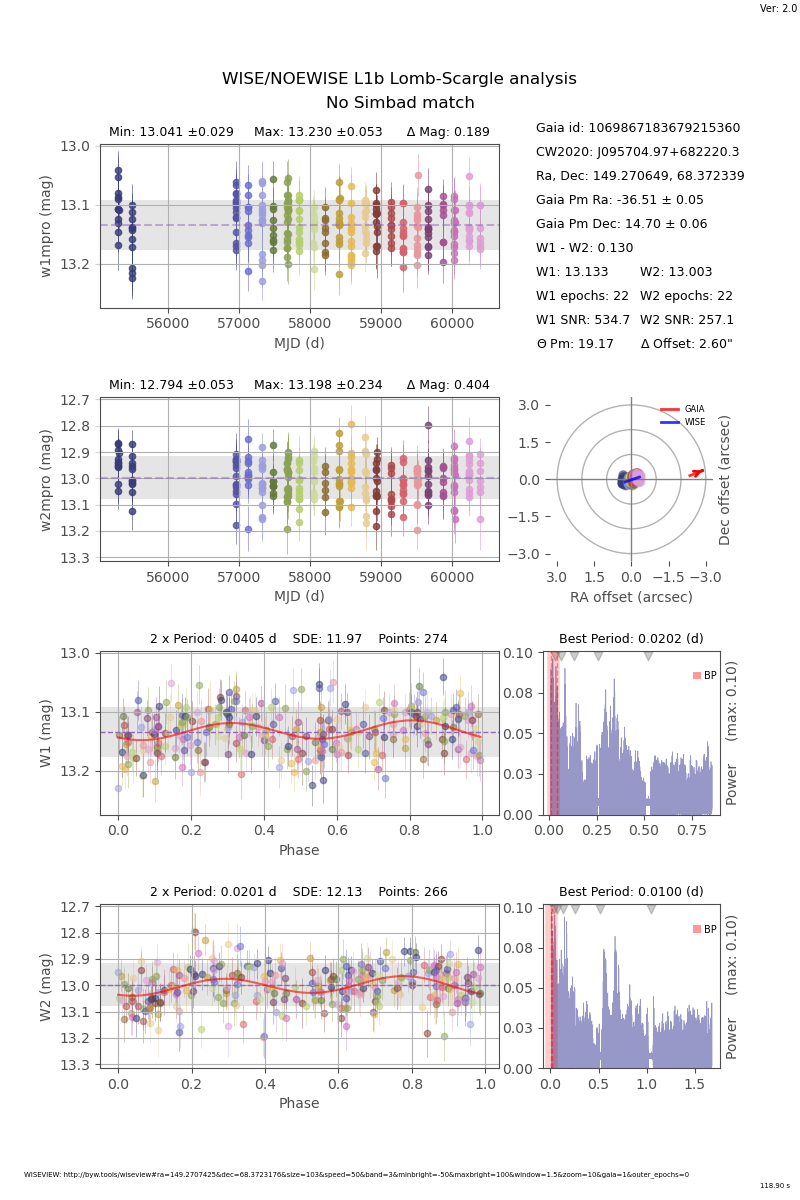 Ver: 2.0
WISE/NOEWISE L1b Lomb-Scargle analysis
No Simbad match
Min: 13.041 ±0.029 Max: 13.230 ±0.053 Δ Mag: 0.189
13.0
13.1
13.2
w1mpro (mag)
56000 57000 58000 59000 60000
MJD (d)
Gaia id: 1069867183679215360
CW2020: J095704.97+682220.3
Ra, Dec: 149.270649, 68.372339
Gaia Pm Ra: -36.51 ± 0.05
Gaia Pm Dec: 14.70 ± 0.06
W1 - W2: 0.130
W1: 13.133 W2: 13.003
W1 epochs: 22 W2 epochs: 22
W1 SNR: 534.7 W2 SNR: 257.1
Θ Pm: 19.17 Δ Offset: 2.60"
Min: 12.794 ±0.053 Max: 13.198 ±0.234 Δ Mag: 0.404
12.7
12.8
12.9
13.0
13.1
13.2
13.3
w2mpro (mag)
56000 57000 58000 59000 60000
MJD (d)
GAIA
WISE
3.0
1.5
0.0
−1.5
−3.0
Dec offset (arcsec)
3.0 1.5 0.0 −1.5 −3.0
RA offset (arcsec)
2 x Period: 0.0405 d SDE: 11.97 Points: 274
13.0
13.1
13.2
W1 (mag)
0.0 0.2 0.4 0.6 0.8 1.0
Phase
Best Period: 0.0202 (d)
BP
0.10
0.08
0.05
0.03
0.00
Power (max: 0.10)
0.00 0.25 0.50 0.75
2 x Period: 0.0201 d SDE: 12.13 Points: 266
12.7
12.8
12.9
13.0
13.1
13.2
13.3
W2 (mag)
0.0 0.2 0.4 0.6 0.8 1.0
Phase
Best Period: 0.0100 (d)
BP
0.10
0.08
0.05
0.03
0.00
Power (max: 0.10)
0.0 0.5 1.0 1.5
WISEVIEW: http://byw.tools/wiseview#ra=149.2707425&dec=68.3723176&size=103&speed=50&band=3&minbright=-50&maxbright=100&window=1.5&zoom=10&gaia=1&outer_epochs=0
118.90 s